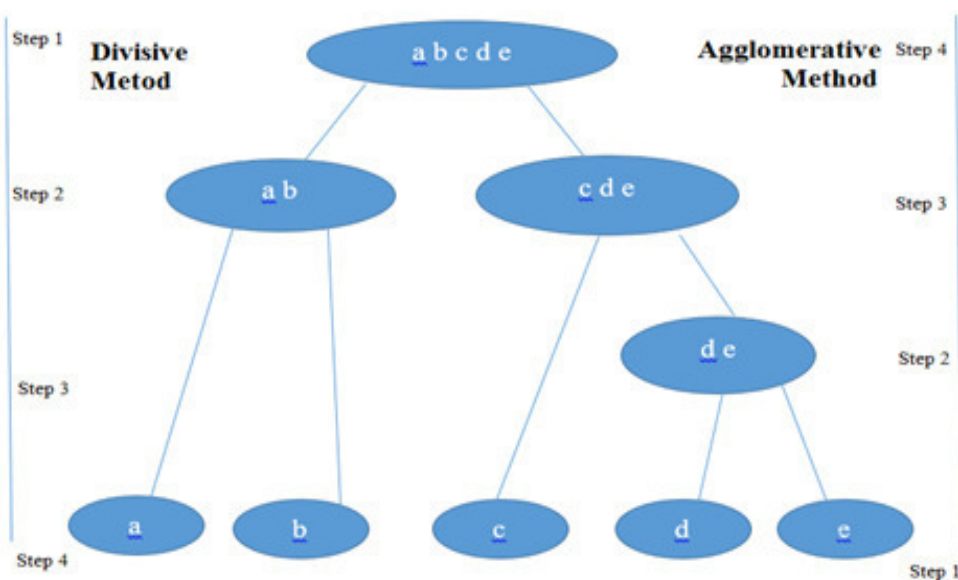 Step 1
Divisive
Metod
a b c d e
Agglomerative
Method
Step 4
Step 2
a b
c d e
Step 3
d e
Step 2
Step 3
a
b
c
d
e
Step 4
Step 1